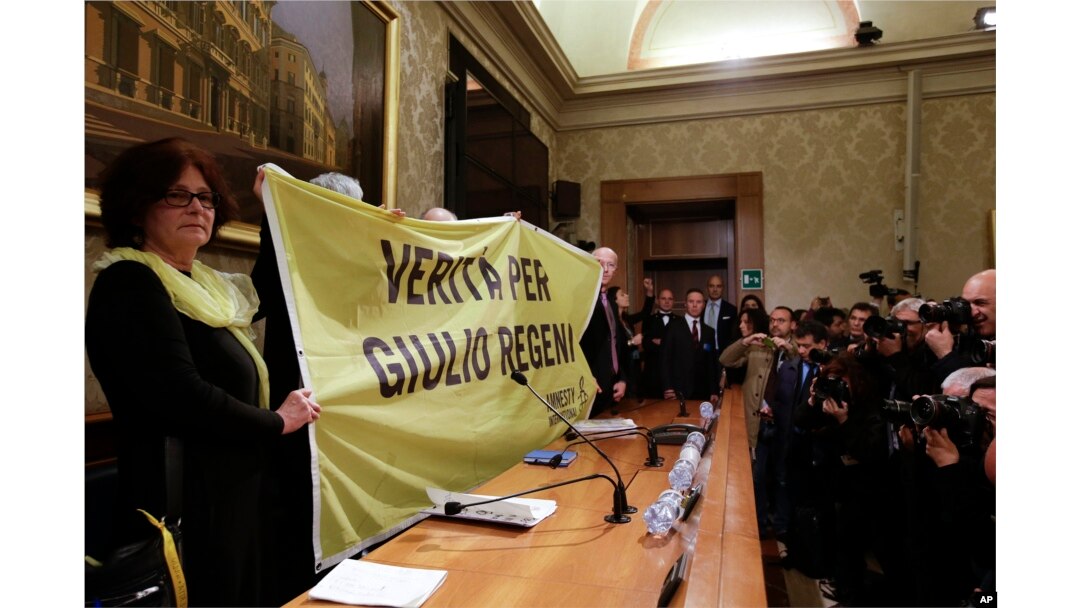 VERITÀ PER
GIULIO REGENI
AMNESTY
INTERNATIONAL
AP